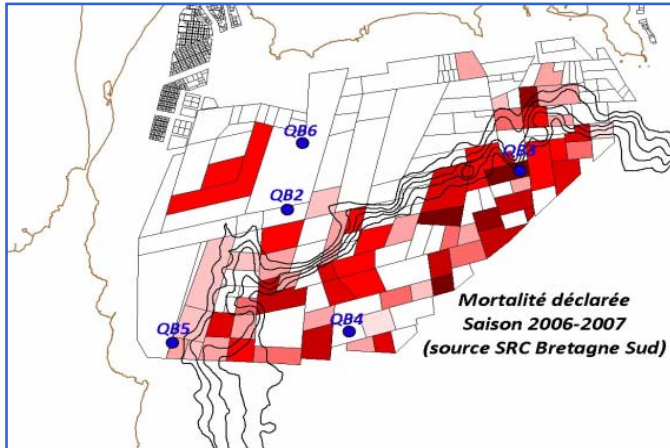 QB6
QB3
QB2
QB4
QB5
Mortalité déclarée
Saison 2006-2007
(source SRC Bretagne Sud)